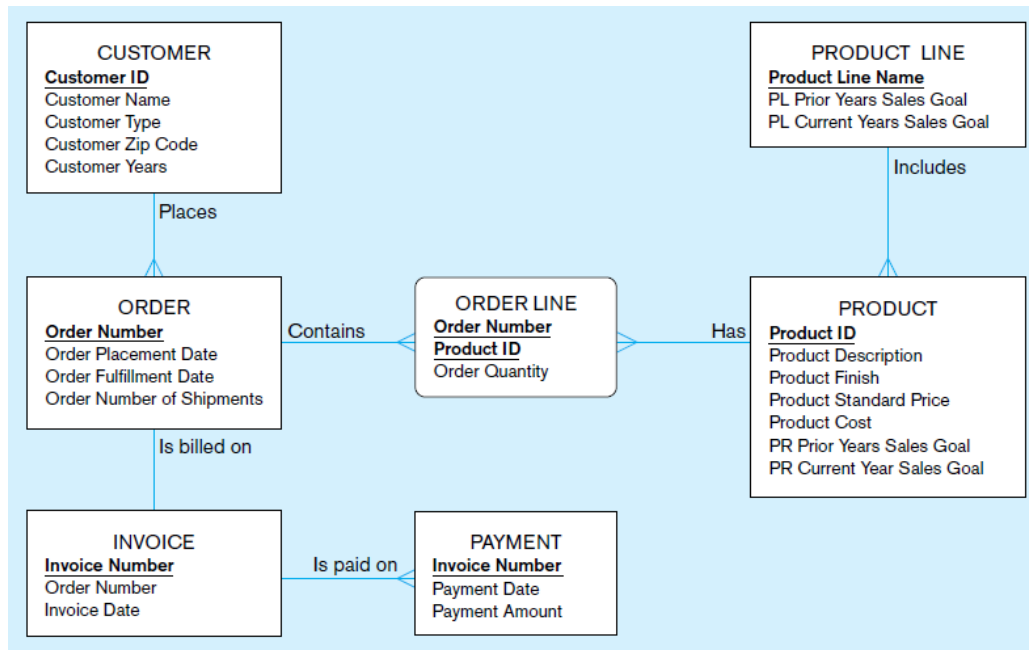 CUSTOMER
Customer ID
Customer Name
Customer Type
Customer Zip Code
Customer Years
PRODUCT LINE
Product Line Name
PL Prior Years Sales Goal
PL Current Years Sales Goal
Places
Includes
ORDER
Order Number
Order Placement Date
Order Fulfillment Date
Order Number of Shipments
Contains
ORDER LINE
Order Number
Product ID
Order Quantity
Has
PRODUCT
Product ID
Product Description
Product Finish
Product Standard Price
Product Cost
PR Prior Years Sales Goal
PR Current Year Sales Goal
Is billed on
INVOICE
Invoice Number
Order Number
Invoice Date
Is paid on
PAYMENT
Invoice Number
Payment Date
Payment Amount